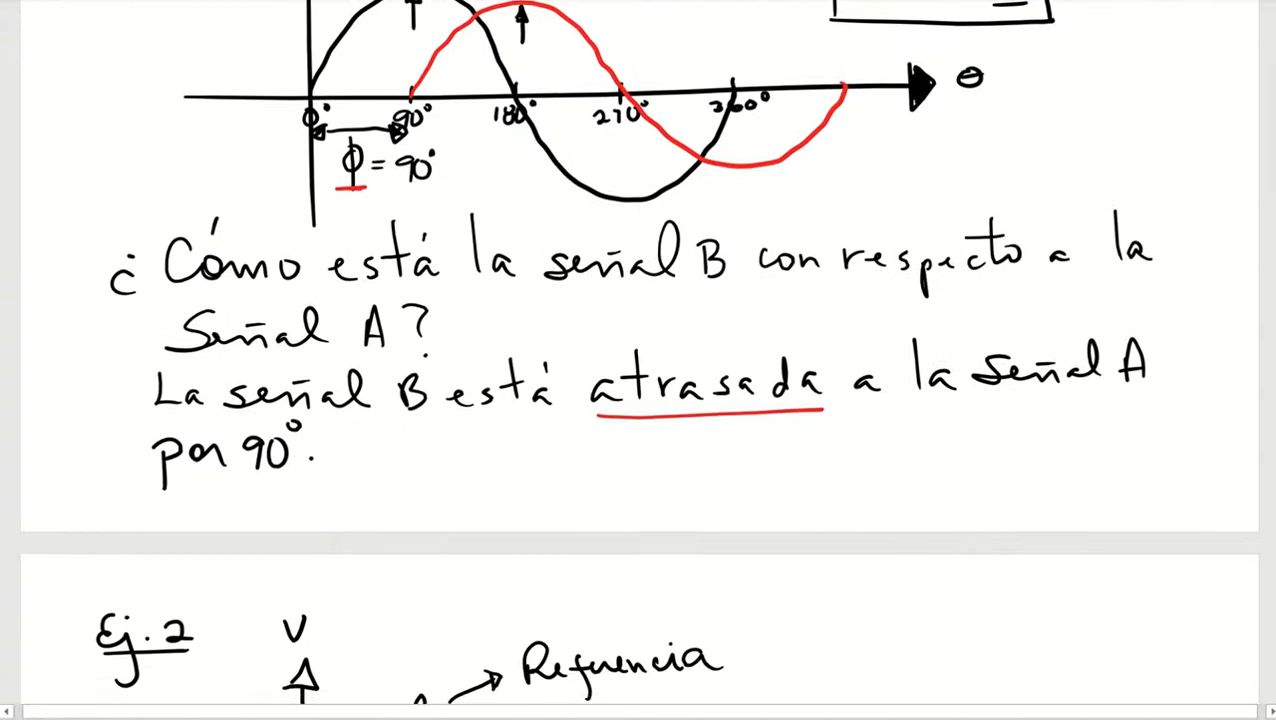 0° 90° 180° 270° 360° θ
ϕ = 90°
¿Cómo está la señal B con respecto a la
Señal A?
La señal B está atrasada a la señal A
por 90°.
Ej. 2 V
Referencia